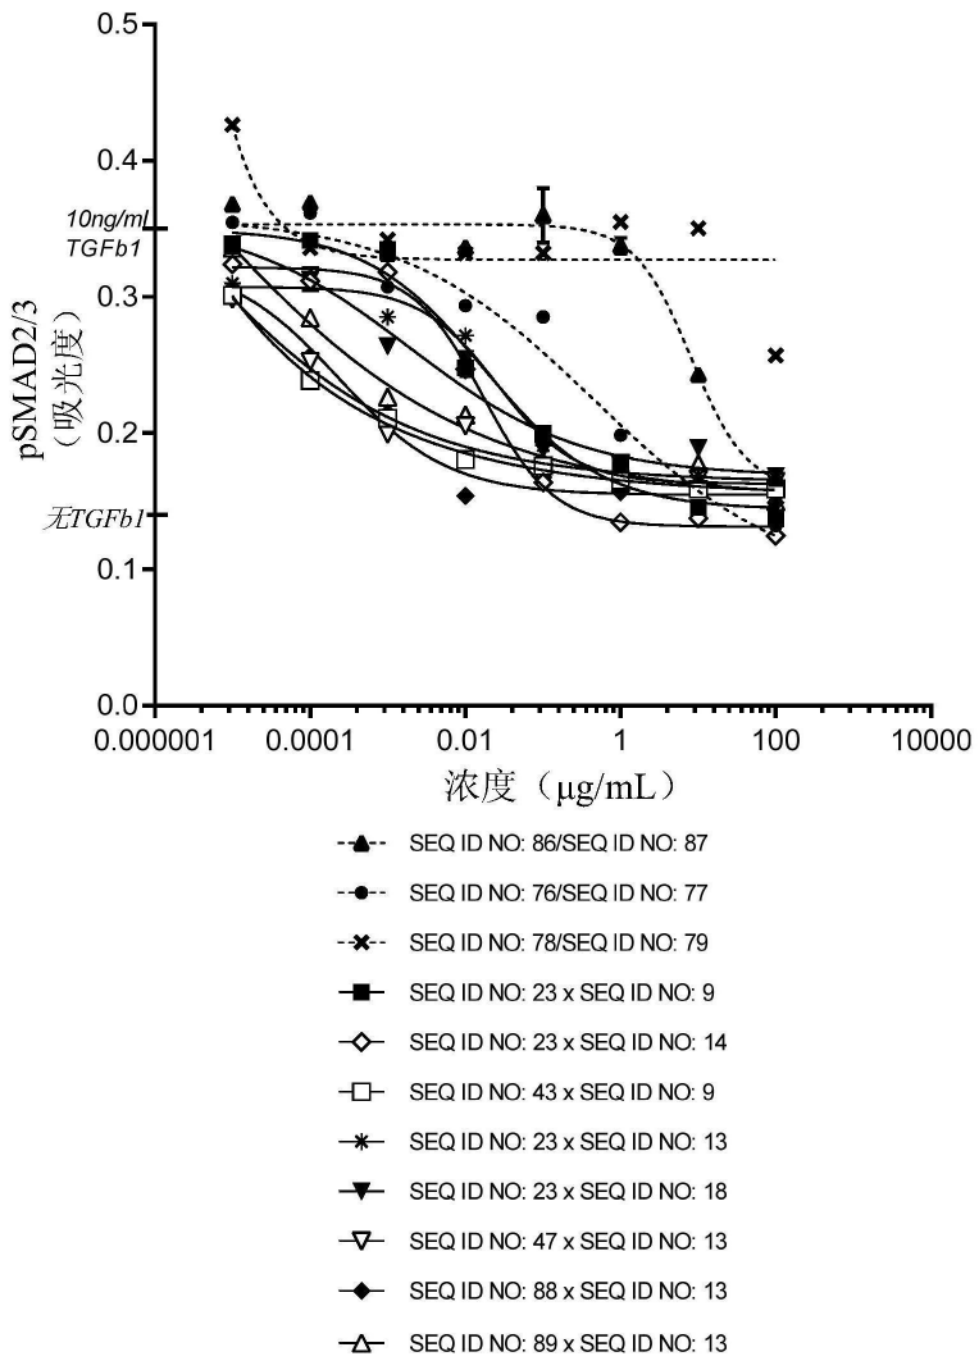 0.5
0.4
10ng/ml
TGFb1
0.3
pSMAD2/3
（吸光度）
0.2
无TGFb1
0.1
0.0
0.000001 0.0001 0.01 1 100 10000
浓度（μg/mL）
SEQ ID NO: 86/SEQ ID NO: 87
SEQ ID NO: 76/SEQ ID NO: 77
SEQ ID NO: 78/SEQ ID NO: 79
SEQ ID NO: 23 x SEQ ID NO: 9
SEQ ID NO: 23 x SEQ ID NO: 14
SEQ ID NO: 43 x SEQ ID NO: 9
SEQ ID NO: 23 x SEQ ID NO: 13
SEQ ID NO: 23 x SEQ ID NO: 18
SEQ ID NO: 47 x SEQ ID NO: 13
SEQ ID NO: 88 x SEQ ID NO: 13
SEQ ID NO: 89 x SEQ ID NO: 13